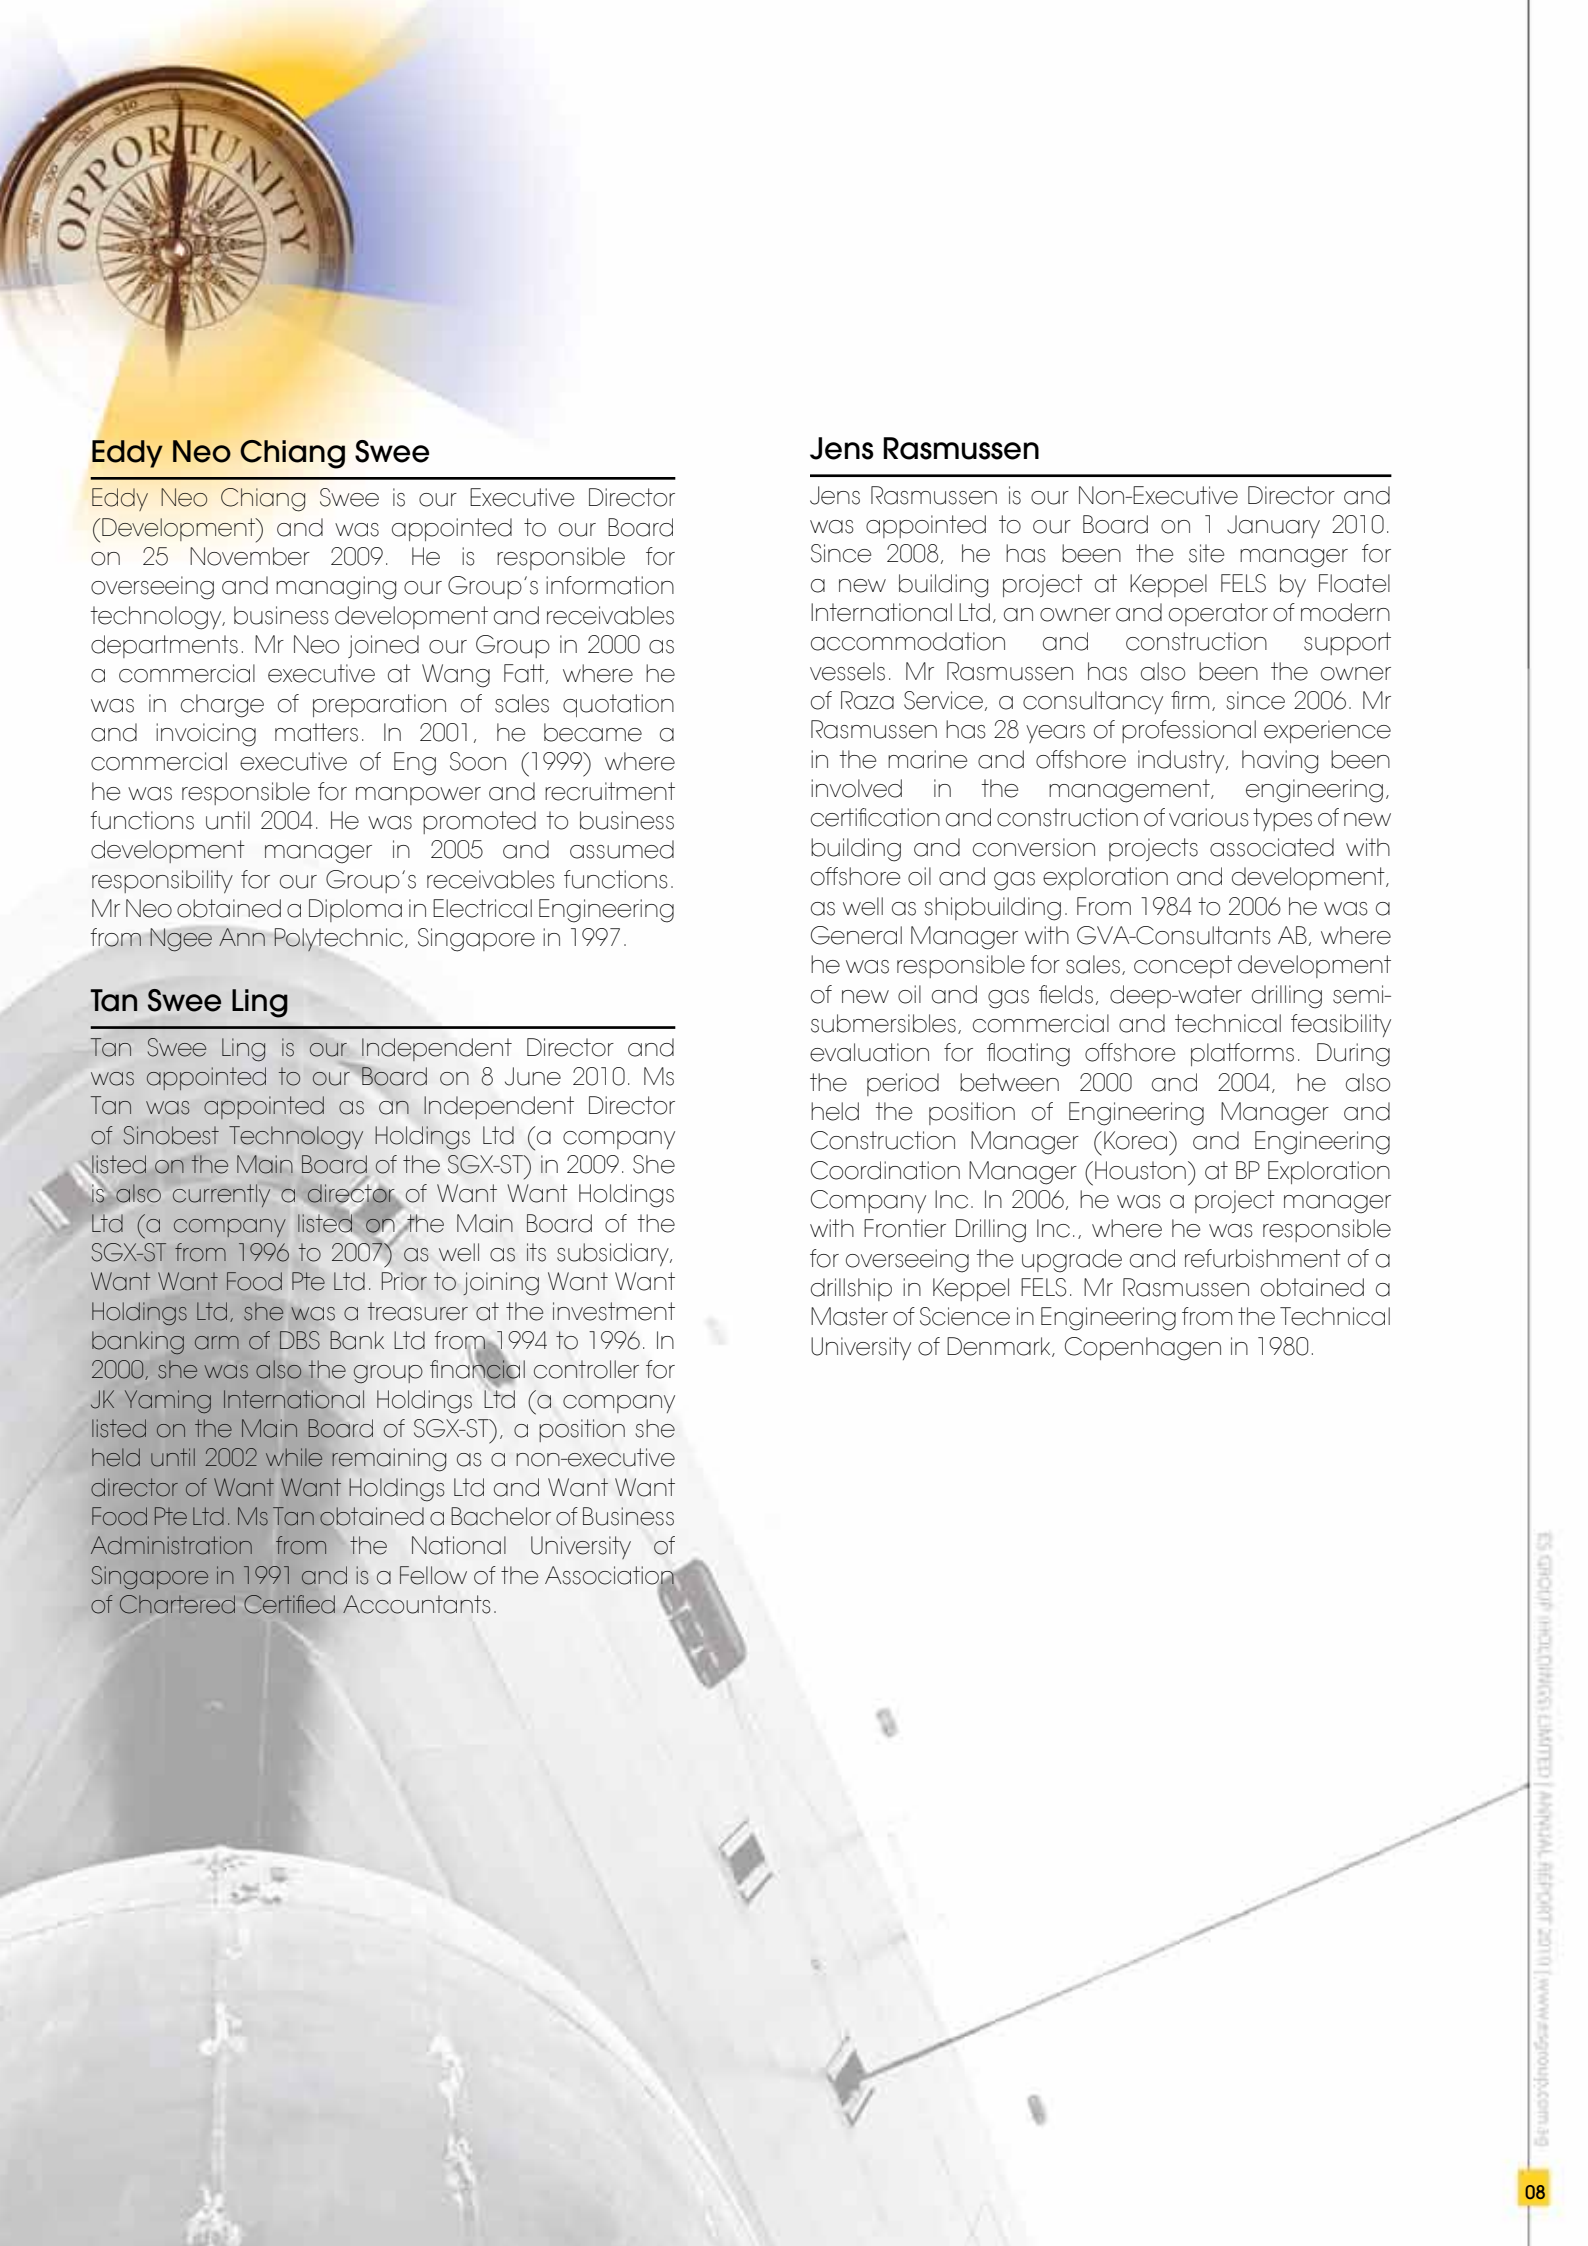 OPPORTUNITY
Eddy Neo Chiang Swee
Eddy Neo Chiang Swee is our Executive Director
(Development) and was appointed to our Board
on 25 November 2009. He is responsible for
overseeing and managing our Group's information
technology, business development and receivables
departments. Mr Neo joined our Group in 2000 as
a commercial executive at Wang Fatt, where he
was in charge of preparation of sales quotation
and invoicing matters. In 2001, he became a
commercial executive of Eng Soon (1999) where
he was responsible for manpower and recruitment
functions until 2004. He was promoted to business
development manager in 2005 and assumed
responsibility for our Group's receivables functions.
Mr Neo obtained a Diploma in Electrical Engineering
from Ngee Ann Polytechnic, Singapore in 1997.
Tan Swee Ling
Tan Swee Ling is our Independent Director and
was appointed to our Board on 8 June 2010. Ms
Tan was appointed as an Independent Director
of Sinobest Technology Holdings Ltd (a company
listed on the Main Board of the SGX-ST) in 2009. She
is also currently a director of Want Want Holdings
Ltd (a company listed on the Main Board of the
SGX-ST from 1996 to 2007) as well as its subsidiary,
Want Want Food Pte Ltd. Prior to joining Want Want
Holdings Ltd, she was a treasurer at the investment
banking arm of DBS Bank Ltd from 1994 to 1996. In
2000, she was also the group financial controller for
JK Yaming International Holdings Ltd (a company
listed on the Main Board of SGX-ST), a position she
held until 2002 while remaining as a non-executive
director of Want Want Holdings Ltd and Want Want
Food Pte Ltd. Ms Tan obtained a Bachelor of Business
Administration from the National University of
Singapore in 1991 and is a Fellow of the Association
of Chartered Certified Accountants.
Jens Rasmussen
Jens Rasmussen is our Non-Executive Director and
was appointed to our Board on 1 January 2010.
Since 2008, he has been the site manager for
a new building project at Keppel FELS by Floatel
International Ltd, an owner and operator of modern
accommodation and construction support
vessels. Mr Rasmussen has also been the owner
of Raza Service, a consultancy firm, since 2006. Mr
Rasmussen has 28 years of professional experience
in the marine and offshore industry, having been
involved in the management, engineering,
certification and construction of various types of new
building and conversion projects associated with
offshore oil and gas exploration and development,
as well as shipbuilding. From 1984 to 2006 he was a
General Manager with GVA-Consultants AB, where
he was responsible for sales, concept development
of new oil and gas fields, deep-water drilling semi-
submersibles, commercial and technical feasibility
evaluation for floating offshore platforms. During
the period between 2000 and 2004, he also
held the position of Engineering Manager and
Construction Manager (Korea) and Engineering
Coordination Manager (Houston) at BP Exploration
Company Inc. In 2006, he was a project manager
with Frontier Drilling Inc., where he was responsible
for overseeing the upgrade and refurbishment of a
drillship in Keppel FELS. Mr Rasmussen obtained a
Master of Science in Engineering from the Technical
University of Denmark, Copenhagen in 1980.
ES GROUP (HOLDINGS) LIMITED | ANNUAL REPORT 2010 | www.esgroup.com.sg
08